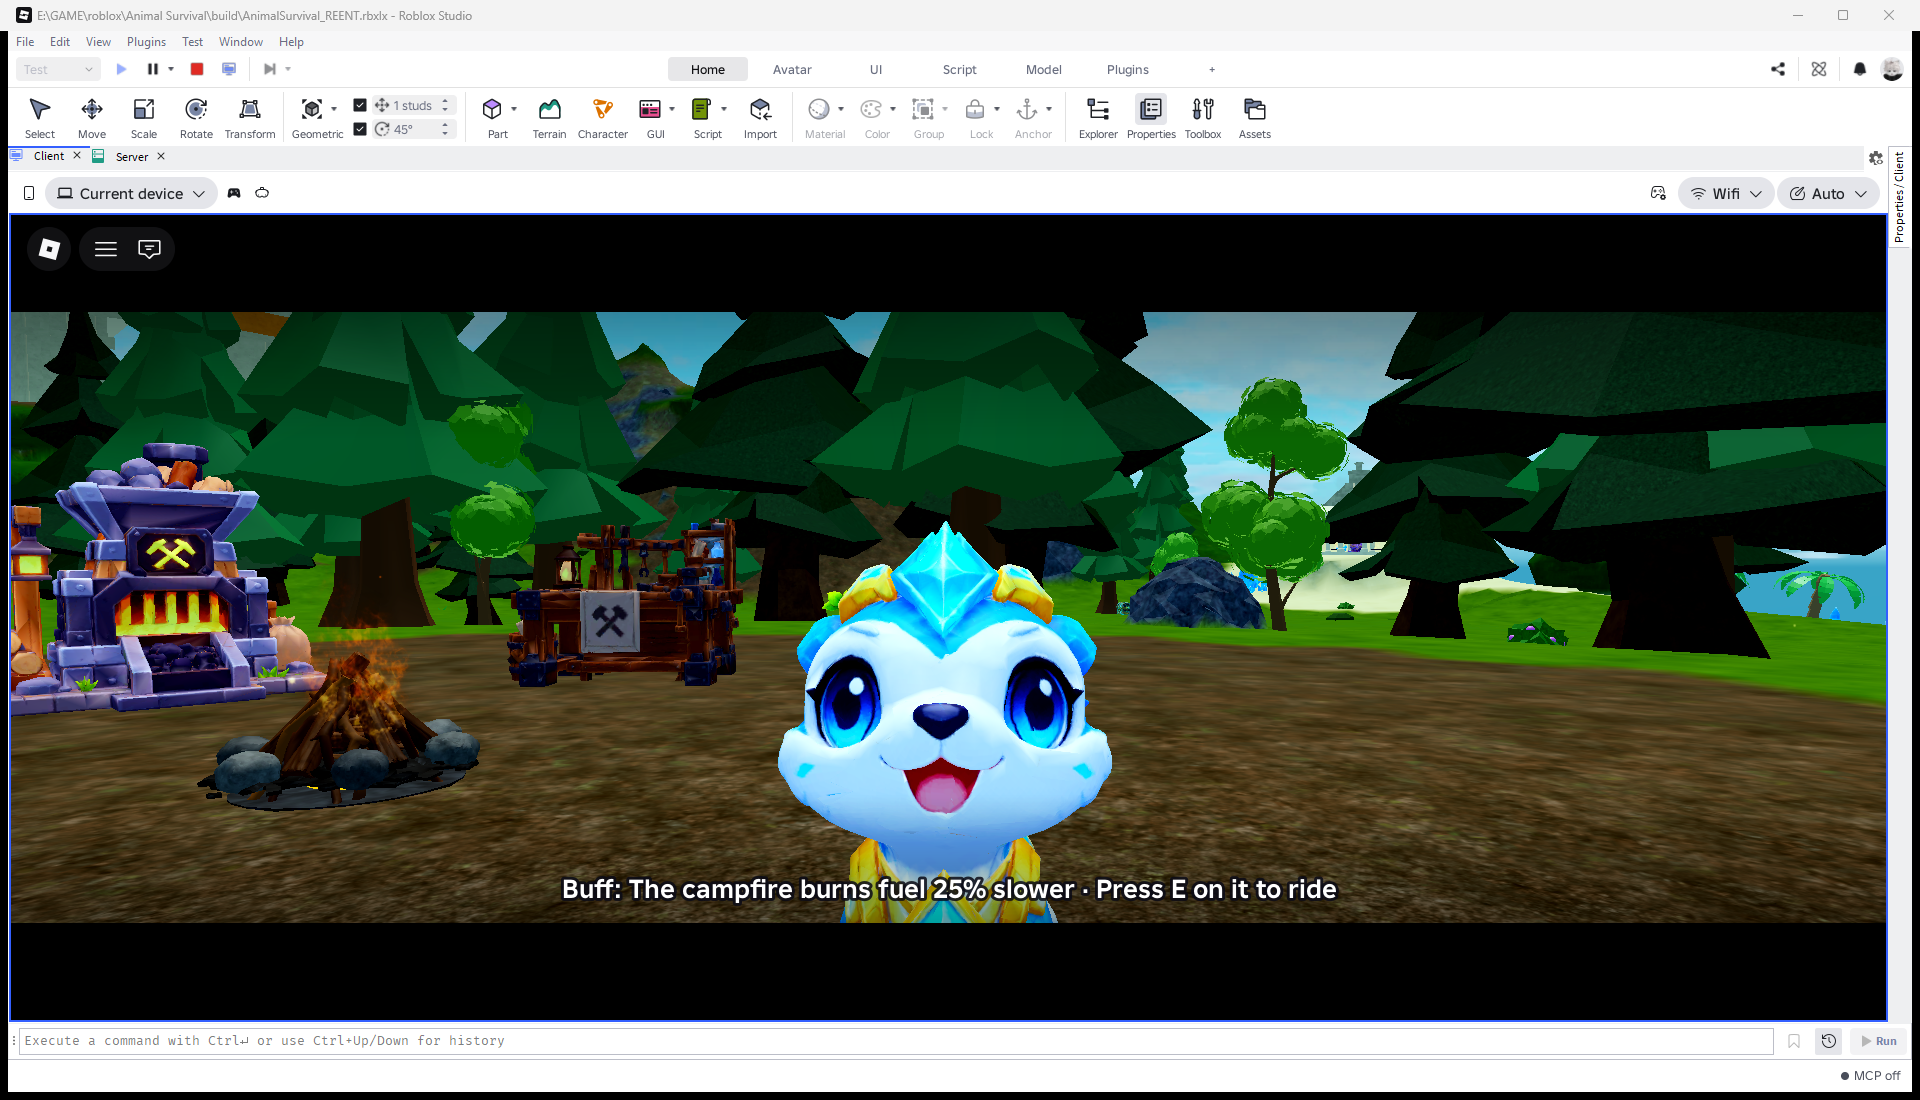 E:\GAME\roblox\Animal Survival\build\AnimalSurvival_REENT.rbxlx - Roblox Studio
File Edit View Plugins Test Window Help
Test Home Avatar UI Script Model Plugins +
1 studs
45°
Select Move Scale Rotate Transform Geometric Part Terrain Character GUI Script Import Material Color Group Lock Anchor Explorer Properties Toolbox Assets
Client Server
Properties / Client
Current device Wifi Auto
Buff: The campfire burns fuel 25% slower · Press E on it to ride
Execute a command with Ctrl↵ or use Ctrl+Up/Down for history
Run
MCP off